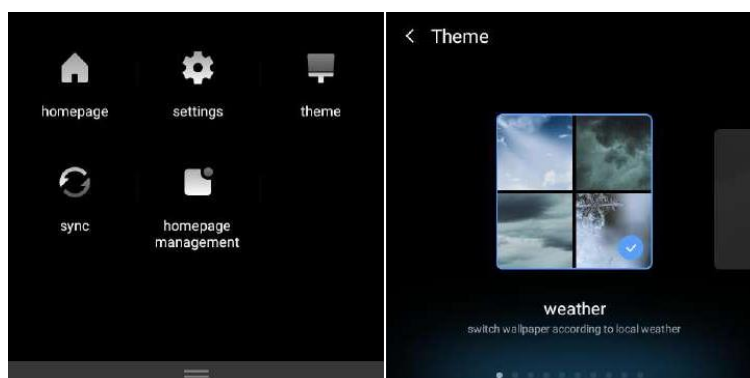 homepage
settings
theme
sync
homepage
management
Theme
weather
switch wallpaper according to local weather